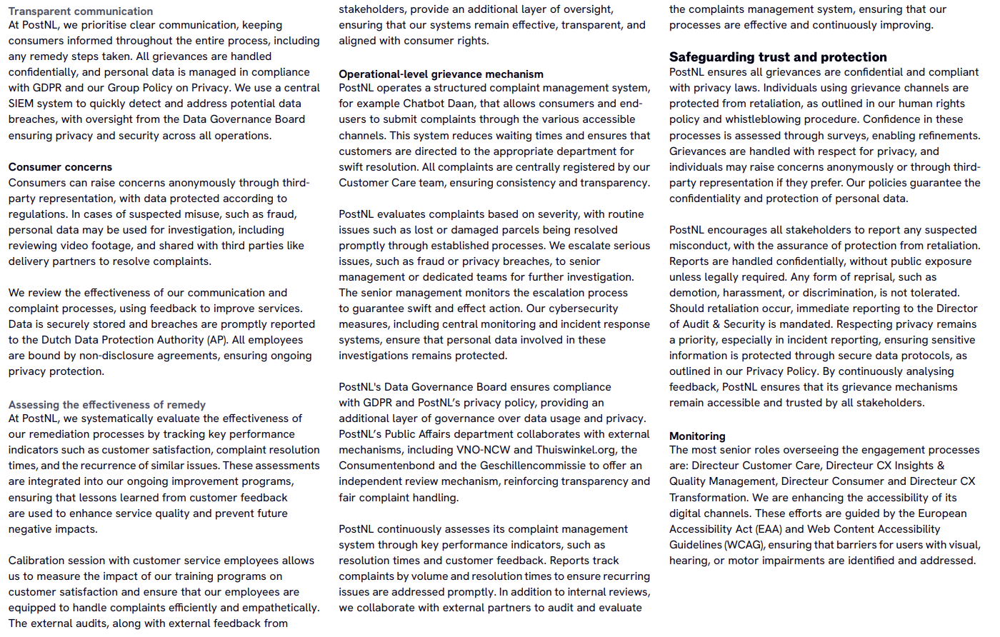 Transparent communication
At PostNL, we prioritise clear communication, keeping
consumers informed throughout the entire process, including
any remedy steps taken. All grievances are handled
confidentially, and personal data is managed in compliance
with GDPR and our Group Policy on Privacy. We use a central
SIEM system to quickly detect and address potential data
breaches, with oversight from the Data Governance Board
ensuring privacy and security across all operations.
Consumer concerns
Consumers can raise concerns anonymously through third-
party representation, with data protected according to
regulations. In cases of suspected misuse, such as fraud,
personal data may be used for investigation, including
reviewing video footage, and shared with third parties like
delivery partners to resolve complaints.
We review the effectiveness of our communication and
complaint processes, using feedback to improve services.
Data is securely stored and breaches are promptly reported
to the Dutch Data Protection Authority (AP). All employees
are bound by non-disclosure agreements, ensuring ongoing
privacy protection.
Assessing the effectiveness of remedy
At PostNL, we systematically evaluate the effectiveness of
our remediation processes by tracking key performance
indicators such as customer satisfaction, complaint resolution
times, and the recurrence of similar issues. These assessments
are integrated into our ongoing improvement programs,
ensuring that lessons learned from customer feedback
are used to enhance service quality and prevent future
negative impacts.
Calibration session with customer service employees allows
us to measure the impact of our training programs on
customer satisfaction and ensure that our employees are
equipped to handle complaints efficiently and empathetically.
The external audits, along with external feedback from
stakeholders, provide an additional layer of oversight,
ensuring that our systems remain effective, transparent, and
aligned with consumer rights.
Operational-level grievance mechanism
PostNL operates a structured complaint management system,
for example Chatbot Daan, that allows consumers and end-
users to submit complaints through the various accessible
channels. This system reduces waiting times and ensures that
customers are directed to the appropriate department for
swift resolution. All complaints are centrally registered by our
Customer Care team, ensuring consistency and transparency.
PostNL evaluates complaints based on severity, with routine
issues such as lost or damaged parcels being resolved
promptly through established processes. We escalate serious
issues, such as fraud or privacy breaches, to senior
management or dedicated teams for further investigation.
The senior management monitors the escalation process
to guarantee swift and effect action. Our cybersecurity
measures, including central monitoring and incident response
systems, ensure that personal data involved in these
investigations remains protected.
PostNL's Data Governance Board ensures compliance
with GDPR and PostNL’s privacy policy, providing an
additional layer of governance over data usage and privacy.
PostNL’s Public Affairs department collaborates with external
mechanisms, including VNO-NCW and Thuiswinkel.org, the
Consumentenbond and the Geschillencommissie to offer an
independent review mechanism, reinforcing transparency and
fair complaint handling.
PostNL continuously assesses its complaint management
system through key performance indicators, such as
resolution times and customer feedback. Reports track
complaints by volume and resolution times to ensure recurring
issues are addressed promptly. In addition to internal reviews,
we collaborate with external partners to audit and evaluate
the complaints management system, ensuring that our
processes are effective and continuously improving.
Safeguarding trust and protection
PostNL ensures all grievances are confidential and compliant
with privacy laws. Individuals using grievance channels are
protected from retaliation, as outlined in our human rights
policy and whistleblowing procedure. Confidence in these
processes is assessed through surveys, enabling refinements.
Grievances are handled with respect for privacy, and
individuals may raise concerns anonymously or through third-
party representation if they prefer. Our policies guarantee the
confidentiality and protection of personal data.
PostNL encourages all stakeholders to report any suspected
misconduct, with the assurance of protection from retaliation.
Reports are handled confidentially, without public exposure
unless legally required. Any form of reprisal, such as
demotion, harassment, or discrimination, is not tolerated.
Should retaliation occur, immediate reporting to the Director
of Audit & Security is mandated. Respecting privacy remains
a priority, especially in incident reporting, ensuring sensitive
information is protected through secure data protocols, as
outlined in our Privacy Policy. By continuously analysing
feedback, PostNL ensures that its grievance mechanisms
remain accessible and trusted by all stakeholders.
Monitoring
The most senior roles overseeing the engagement processes
are: Directeur Customer Care, Directeur CX Insights &
Quality Management, Directeur Consumer and Directeur CX
Transformation. We are enhancing the accessibility of its
digital channels. These efforts are guided by the European
Accessibility Act (EAA) and Web Content Accessibility
Guidelines (WCAG), ensuring that barriers for users with visual,
hearing, or motor impairments are identified and addressed.